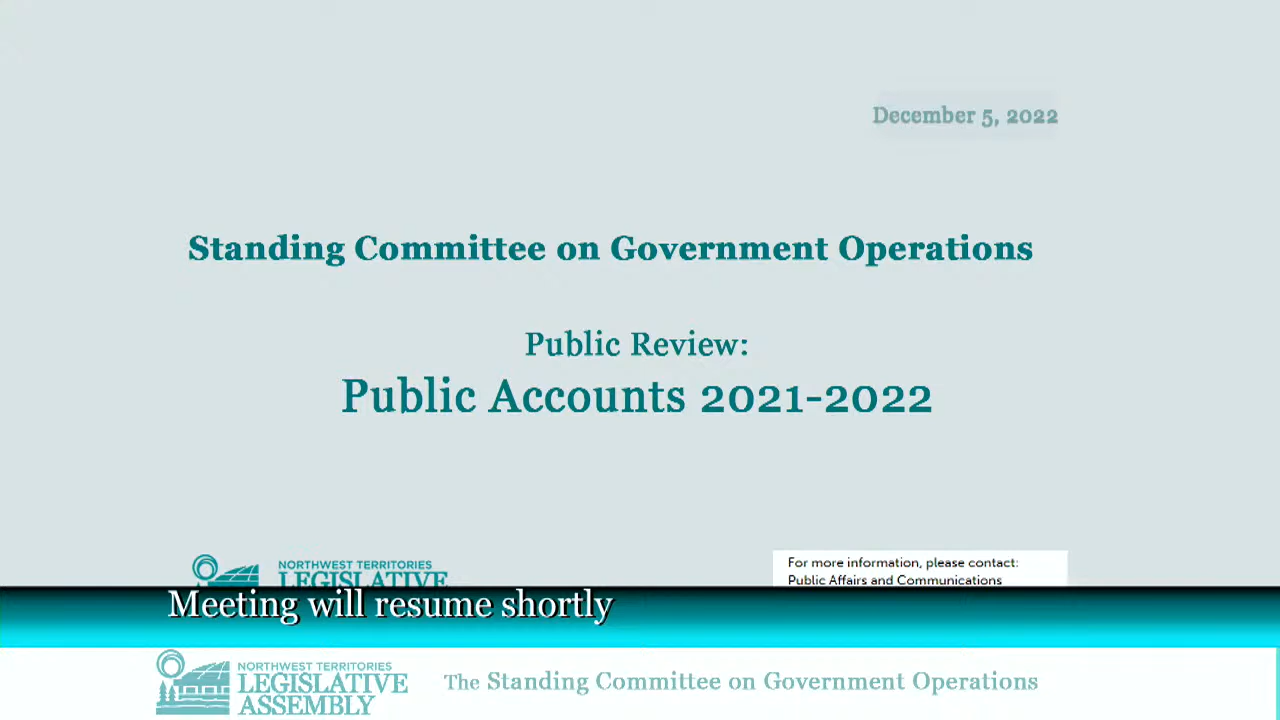 December 5, 2022
Standing Committee on Government Operations
Public Review:
Public Accounts 2021-2022
NORTHWEST TERRITORIES
LEGISLATIVE
For more information, please contact:
Public Affairs and Communications
Meeting will resume shortly
NORTHWEST TERRITORIES
LEGISLATIVE
ASSEMBLY
The Standing Committee on Government Operations